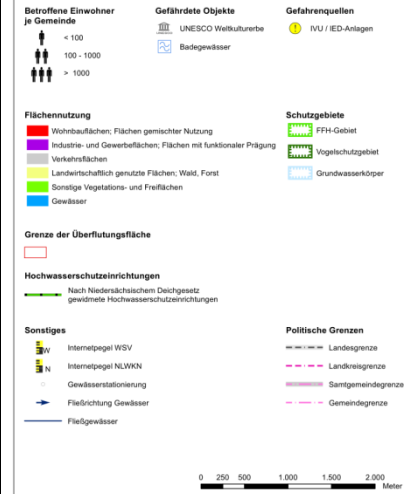 Betroffene Einwohner
je Gemeinde
< 100
100 - 1000
> 1000
Gefährdete Objekte
UNESCO Weltkulturerbe
Badegewässer
Gefahrenquellen
IVU / IED-Anlagen
Flächennutzung
Wohnbauflächen; Flächen gemischter Nutzung
Industrie- und Gewerbeflächen; Flächen mit funktionaler Prägung
Verkehrsflächen
Landwirtschaftlich genutzte Flächen; Wald, Forst
Sonstige Vegetations- und Freiflächen
Gewässer
Schutzgebiete
FFH-Gebiet
Vogelschutzgebiet
Grundwasserkörper
Grenze der Überflutungsfläche
Hochwasserschutzeinrichtungen
Nach Niedersächsischem Deichgesetz
gewidmete Hochwasserschutzeinrichtungen
Sonstiges
W Internetpegel WSV
N Internetpegel NLWKN
Gewässerstationierung
Fließrichtung Gewässer
Fließgewässer
Politische Grenzen
Landesgrenze
Landkreisgrenze
Samtgemeindegrenze
Gemeindegrenze
0 250 500 1.000 1.500 2.000
Meter